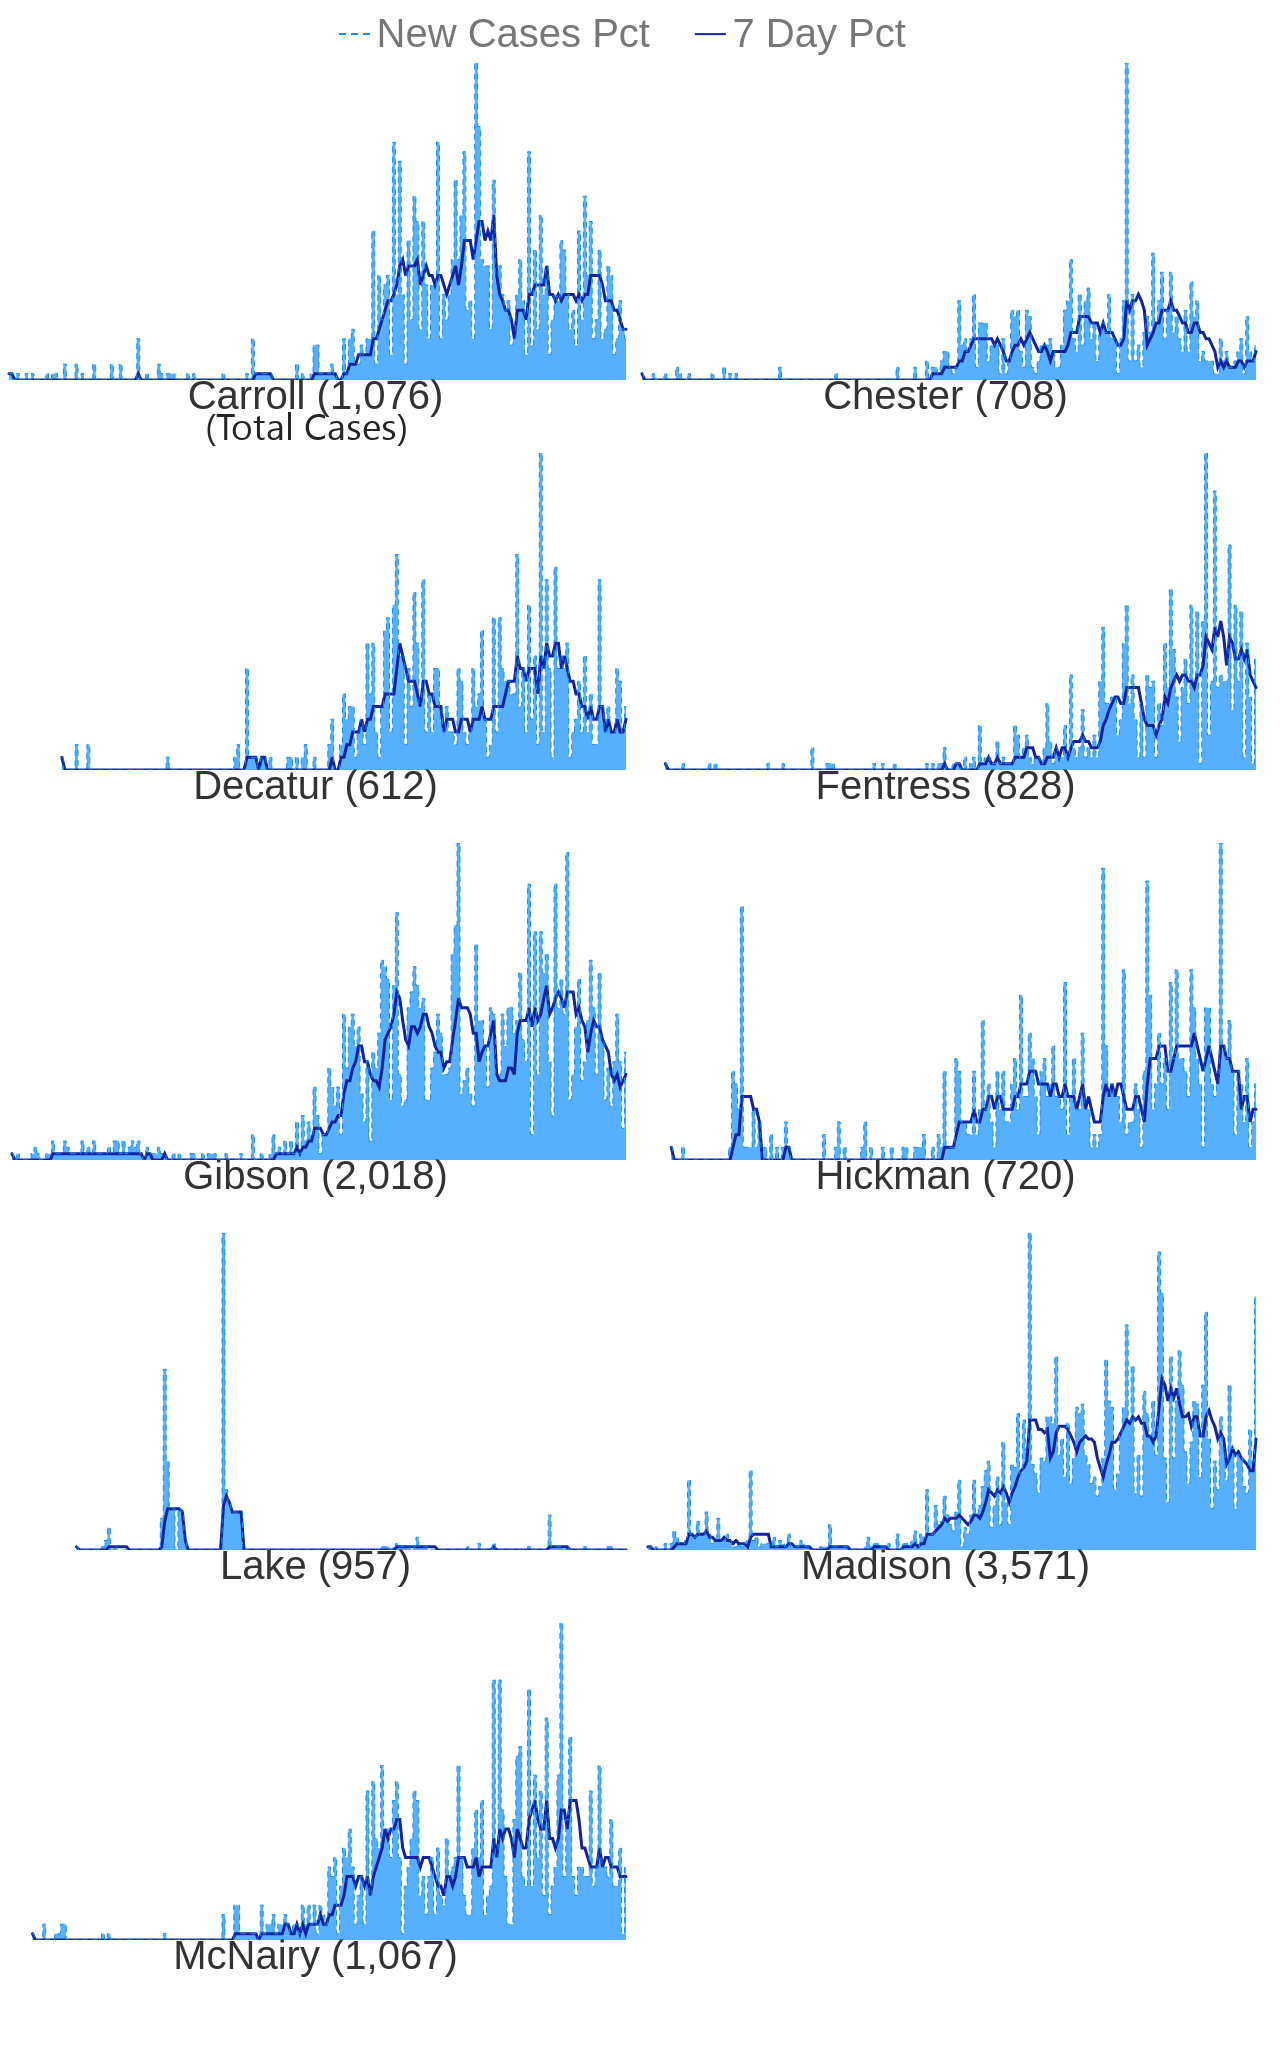 New Cases Pct 7 Day Pct
Carroll (1,076) Chester (708)
(Total Cases)
Decatur (612) Fentress (828)
Gibson (2,018) Hickman (720)
Lake (957) Madison (3,571)
McNairy (1,067)